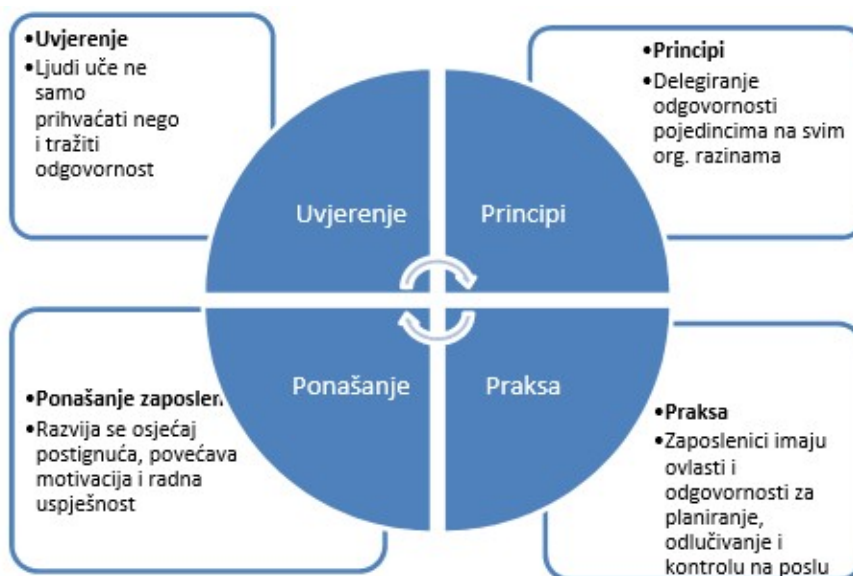 •Uvjerenje
•Ljudi uče ne
samo
prihvaćati nego
i tražiti
odgovornost
•Principi
•Delegiranje
odgovornosti
pojedincima na svim
org. razinama
Uvjerenje
Principi
Ponašanje
Praksa
•Ponašanje
•Razvija se osjećaj
postignuća, povećava
motivacija i radna
uspješnost
•Praksa
•Zaposlenici imaju
ovlasti i
odgovornosti za
planiranje,
odlučivanje i
kontrolu na poslu